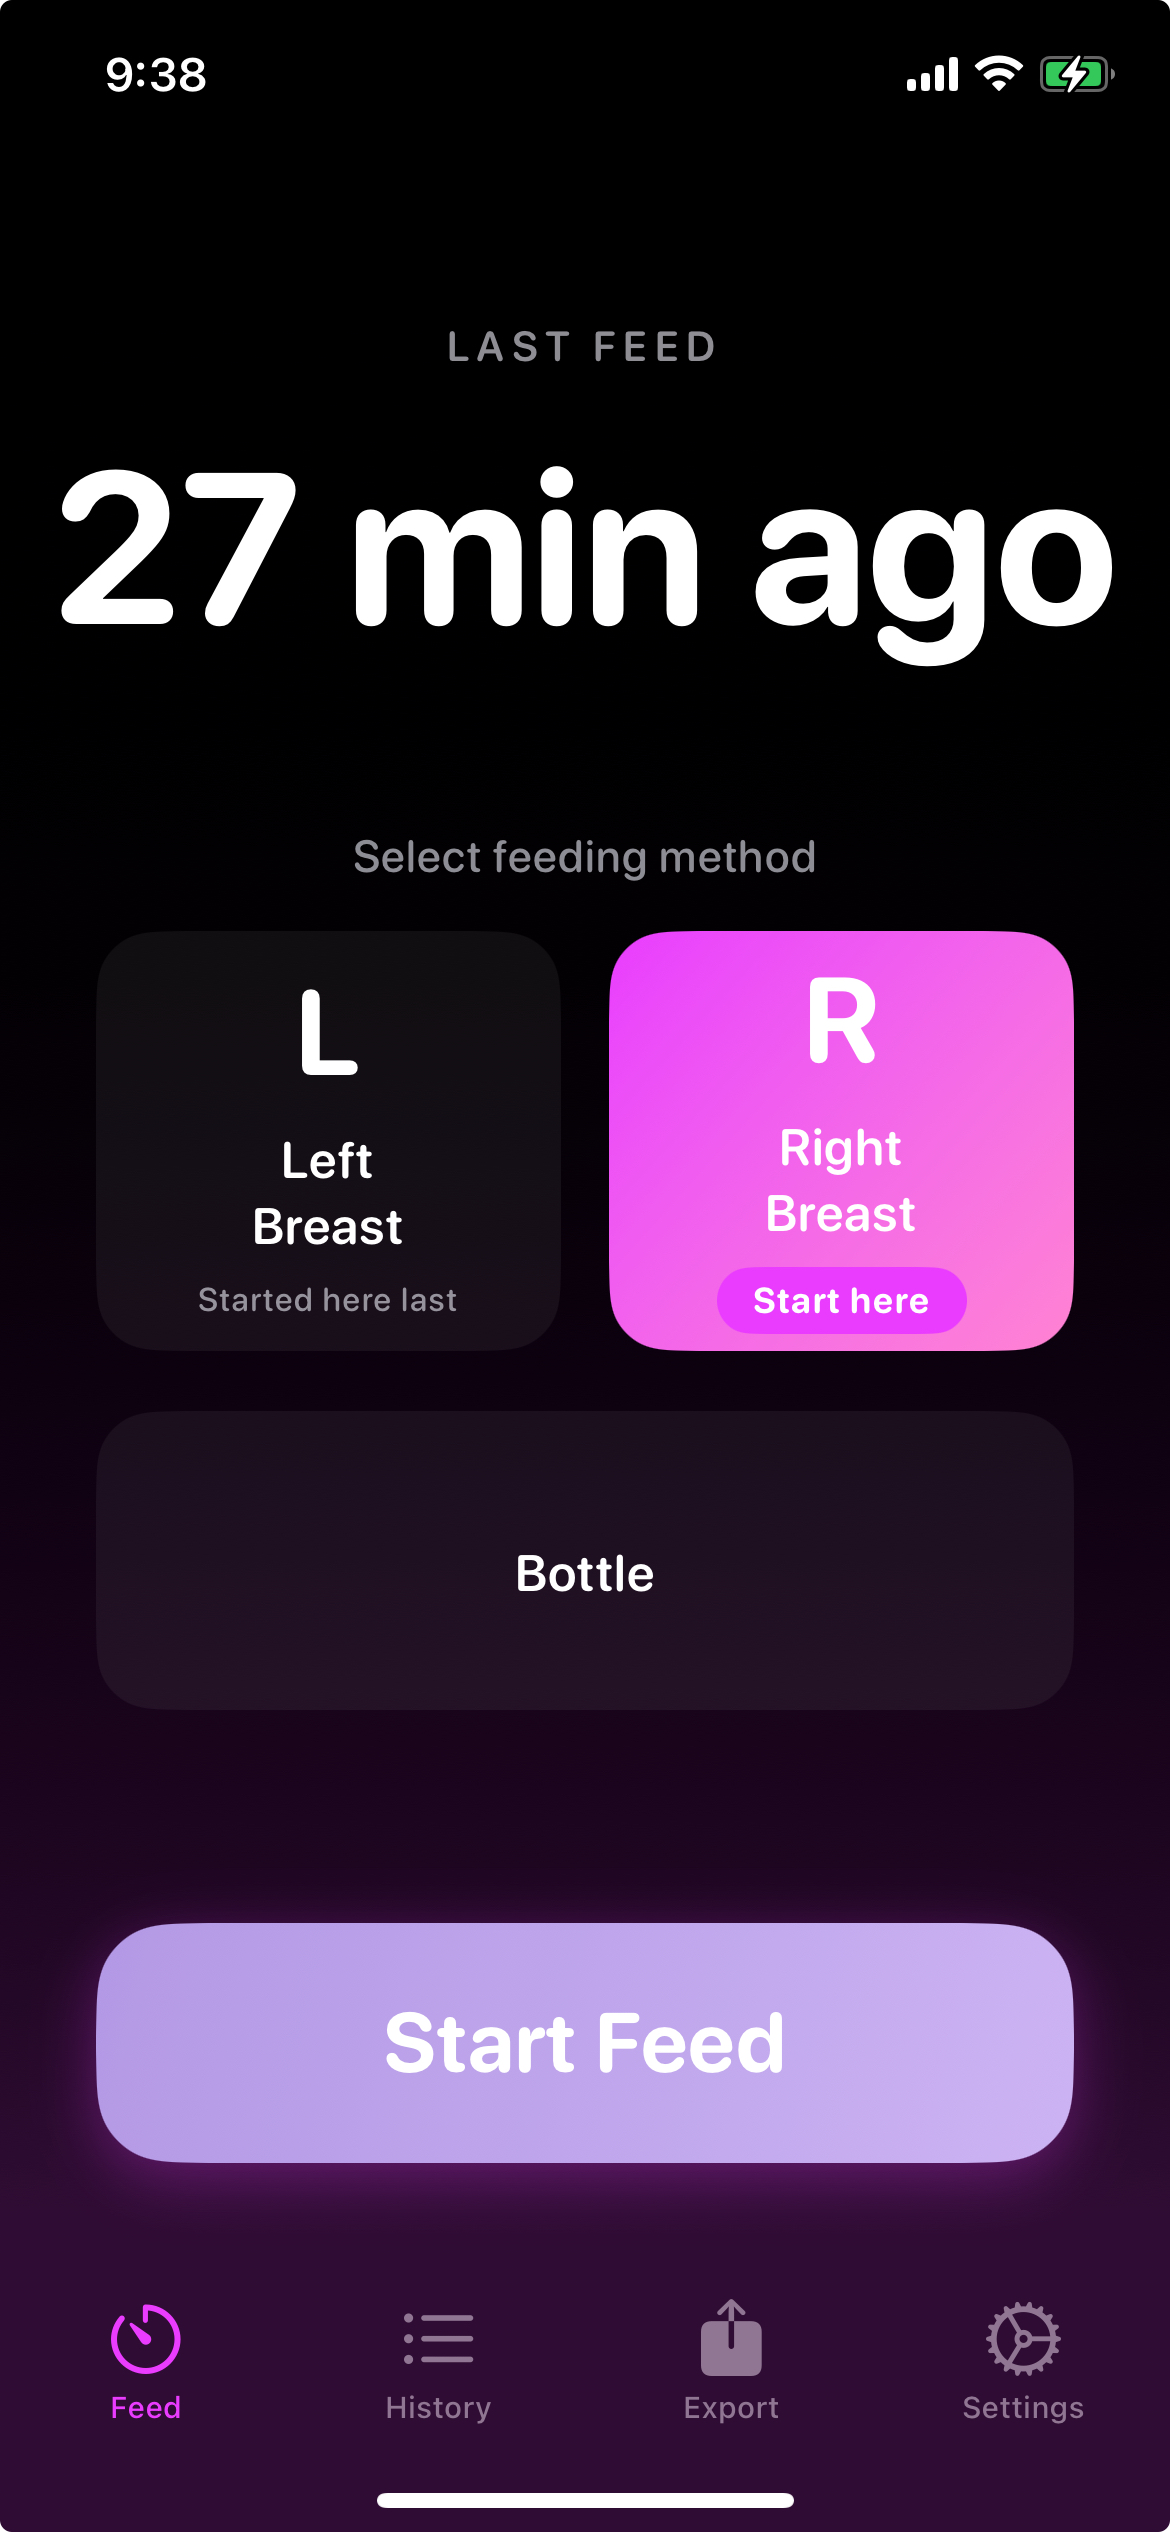 9:38
LAST FEED
27 min ago
Select feeding method
L
Left
Breast
Started here last
R
Right
Breast
Start here
Bottle
Start Feed
Feed
History
Export
Settings